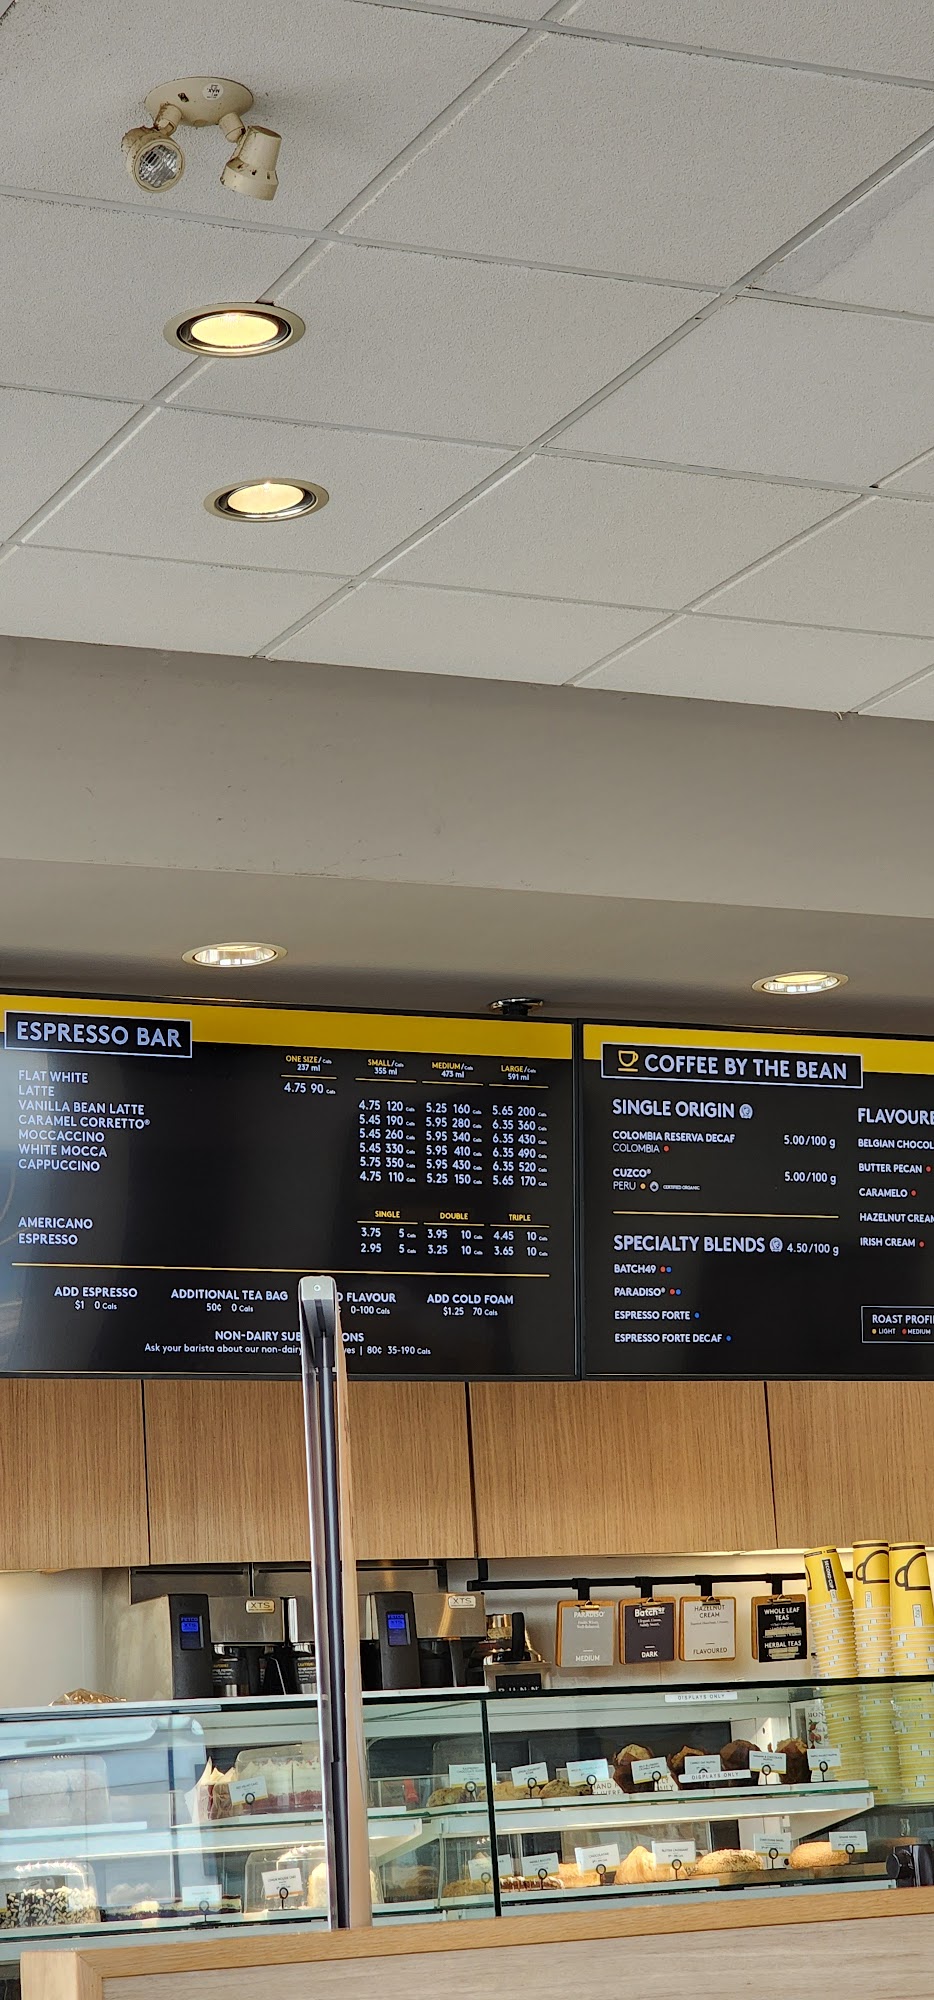 ESPRESSO BAR
ONE SIZE/Cals SMALL/Cals MEDIUM/Cals LARGE/Cals
237 ml 355 ml 473 ml 591 ml
FLAT WHITE 4.75 90 Cals
LATTE 4.75 120 Cals 5.25 160 Cals 5.65 200 Cals
VANILLA BEAN LATTE 5.45 190 Cals 5.95 280 Cals 6.35 360 Cals
CARAMEL CORRETTO® 5.45 260 Cals 5.95 340 Cals 6.35 430 Cals
MOCCACCINO 5.45 330 Cals 5.95 410 Cals 6.35 490 Cals
WHITE MOCCA 5.75 350 Cals 5.95 430 Cals 6.35 520 Cals
CAPPUCCINO 4.75 110 Cals 5.25 150 Cals 5.65 170 Cals
SINGLE DOUBLE TRIPLE
AMERICANO 3.75 5 Cals 3.95 10 Cals 4.45 10 Cals
ESPRESSO 2.95 5 Cals 3.25 10 Cals 3.65 10 Cals
ADD ESPRESSO ADDITIONAL TEA BAG D FLAVOUR ADD COLD FOAM
$1 0 Cals 50¢ 0 Cals ¢ 0-100 Cals $1.25 70 Cals
NON-DAIRY SUB IONS
Ask your barista about our non-dairy ves | 80¢ 35-190 Cals
COFFEE BY THE BEAN
SINGLE ORIGIN
COLOMBIA RESERVA DECAF 5.00/100 g
COLOMBIA
CUZCO® 5.00/100 g
PERU CERTIFIED ORGANIC
SPECIALTY BLENDS 4.50/100 g
BATCH49
PARADISO®
ESPRESSO FORTE
ESPRESSO FORTE DECAF
FLAVOURE
BELGIAN CHOCOL
BUTTER PECAN
CARAMELO
HAZELNUT CREAM
IRISH CREAM
ROAST PROFI
LIGHT MEDIUM
XTS
XTS
FETCO
XTS
FETCO
XTS
PARADISO
MEDIUM
Batch
DARK
HAZELNUT
CREAM
FLAVOURED
WHOLE LEAF
TEAS
HERBAL TEAS
BUNN
DISPLAYS ONLY
DISPLAYS ONLY